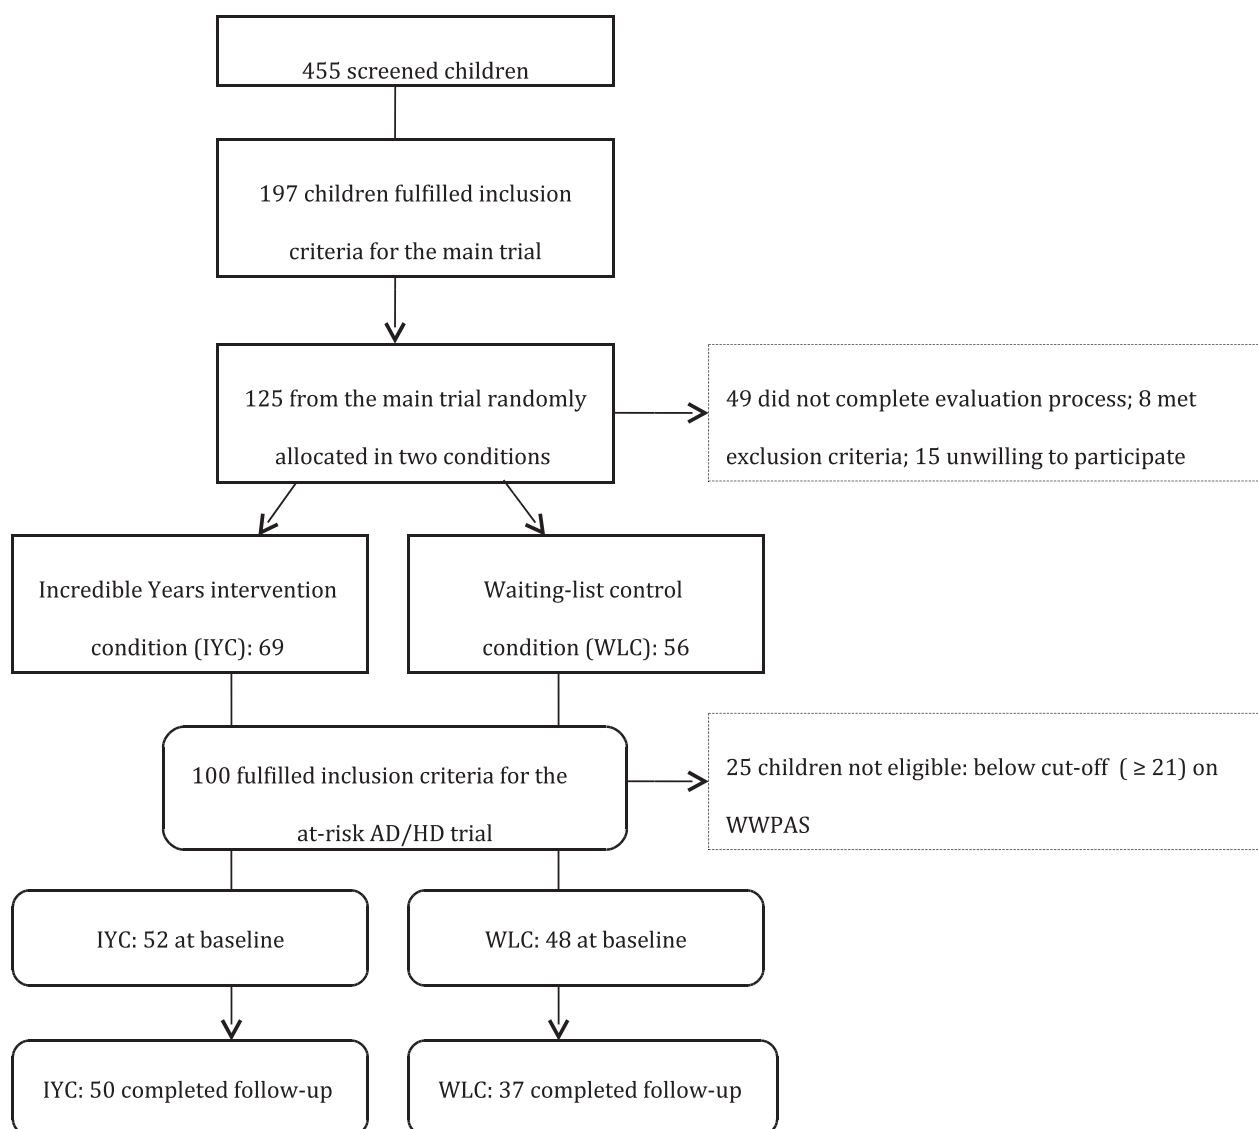 455 screened children
197 children fulfilled inclusion
criteria for the main trial
125 from the main trial randomly
allocated in two conditions
49 did not complete evaluation process; 8 met
exclusion criteria; 15 unwilling to participate
Incredible Years intervention
condition (IYC): 69
Waiting-list control
condition (WLC): 56
100 fulfilled inclusion criteria for the
at-risk AD/HD trial
25 children not eligible: below cut-off ( ≥ 21) on
WWPAS
IYC: 52 at baseline
WLC: 48 at baseline
IYC: 50 completed follow-up
WLC: 37 completed follow-up